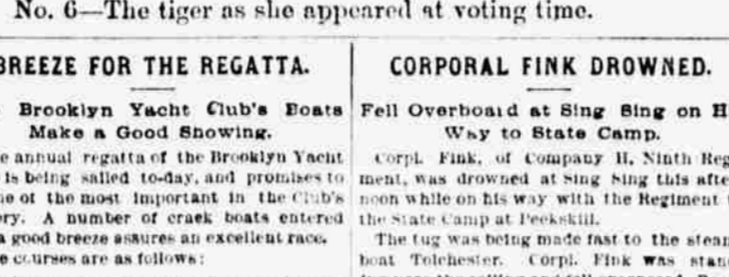 No. 6—The tiger as she appeared at voting time.
BREEZE FOR THE REGATTA.
Brooklyn Yacht Club's Boats
Make a Good Showing.
annual regatta of the Brooklyn Yacht
is being sailed to-day, and promises to
of the most important in the Club's
A number of crack boats entered
a good breeze assures an excellent race.
courses are as follows:
CORPORAL FINK DROWNED.
Fell Overboard at Sing Sing on H
Way to State Camp.
Corpl. Fink, of Company H, Ninth Reg
ment, was drowned at Sing Sing this afte
noon while on his way with the Regiment
the State Camp at Peekskill.
The tug was being made fast to the steam
boat Tolchester. Corpl. Fink was stan